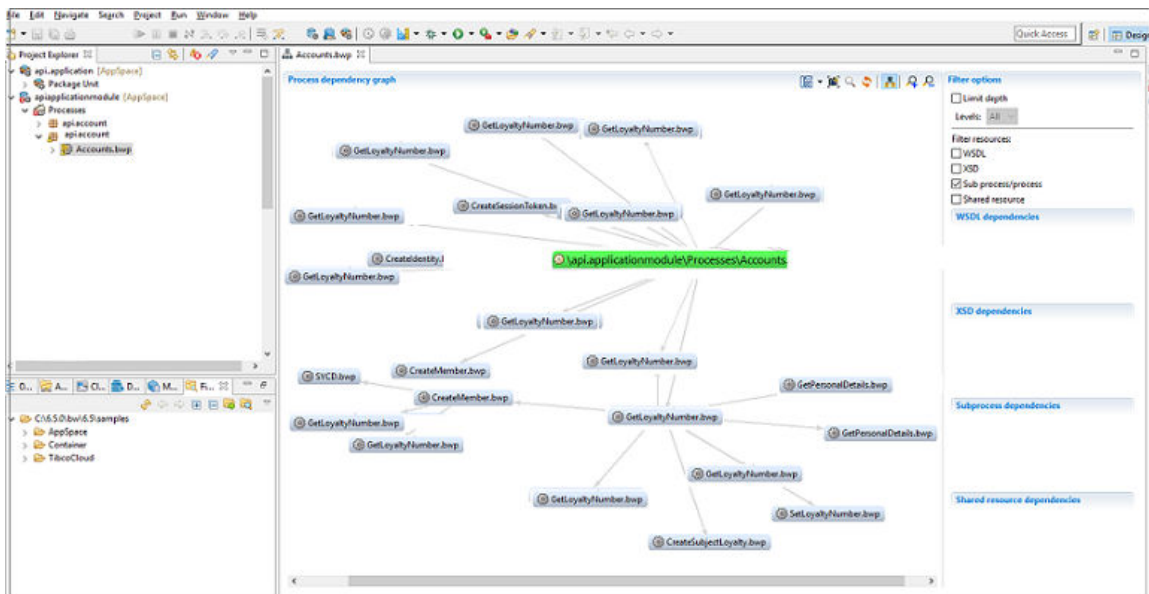 File Edit Navigate Search Project Run Window Help
Quick Access
Design
Project Explorer
api.application [AppSpace]
Package Unit
apiapplicationmodule [AppSpace]
Processes
api.account
api.account
Accounts.bwp
Accounts.bwp
Process dependency graph
GetLoyaltyNumber.bwp
GetLoyaltyNumber.bwp
GetLoyaltyNumber.bwp
GetLoyaltyNumber.bwp
CreateSessionToken.b
GetLoyaltyNumber.bwp
GetLoyaltyNumber.bwp
CreateIdentity.
\api.applicationmodule\Processes\Accounts.
GetLoyaltyNumber.bwp
GetLoyaltyNumber.bwp
GetLoyaltyNumber.bwp
CreateMember.bwp
SYCD.bwp
GetPersonalDetails.bwp
CreateMember.bwp
GetLoyaltyNumber.bwp
GetLoyaltyNumber.bwp
GetPersonalDetails.bwp
GetLoyaltyNumber.bwp
GetLoyaltyNumber.bwp
GetLoyaltyNumber.bwp
SetLoyaltyNumber.bwp
CreateSubjectLoyalty.bwp
Filter options
Limit depth
Levels: All
Filter resources:
WSDL
XSD
Sub process/process
Shared resource
WSDL dependencies
XSD dependencies
Subprocess dependencies
Shared resource dependencies
O... A... Cl... D... M... Fi...
C:\6.5.0\bw\6.5\samples
AppSpace
Container
TibcoCloud